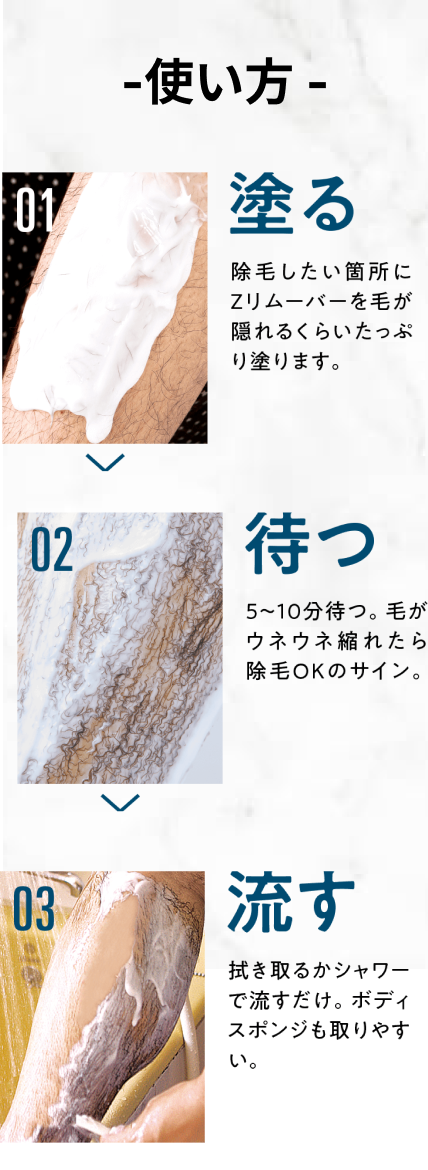 -使い方 -
01
塗る
除毛したい箇所に
Zリムーバーを毛が
隠れるくらいたっぷ
り塗ります。
02
待つ
5~10分待つ。毛が
ウネウネ縮れたら
除毛OKのサイン。
03
流す
拭き取るかシャワー
で流すだけ。ボディ
スポンジも取りやす
い。